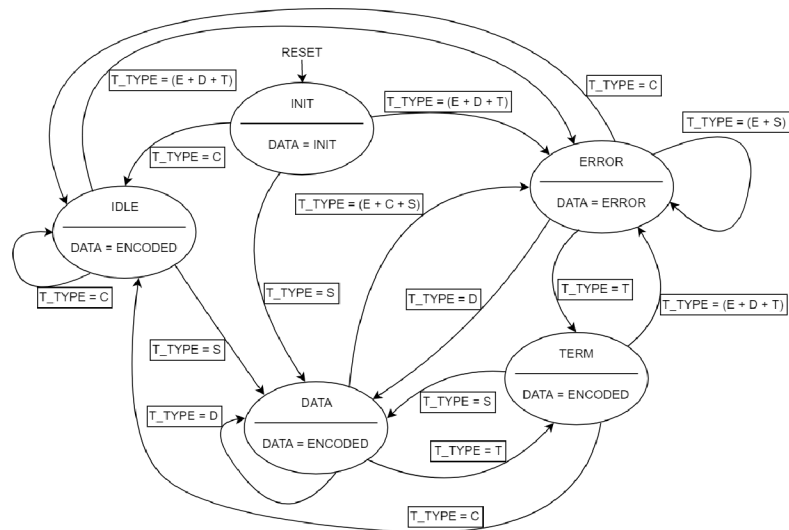 RESET
T_TYPE = (E + D + T)
T_TYPE = C
INIT
DATA = INIT
T_TYPE = (E + D + T)
T_TYPE = (E + S)
T_TYPE = C
ERROR
DATA = ERROR
IDLE
DATA = ENCODED
T_TYPE = (E + C + S)
T_TYPE = C
T_TYPE = S
T_TYPE = D
T_TYPE = T
T_TYPE = (E + D + T)
T_TYPE = S
TERM
DATA = ENCODED
DATA
DATA = ENCODED
T_TYPE = D
T_TYPE = S
T_TYPE = T
T_TYPE = C